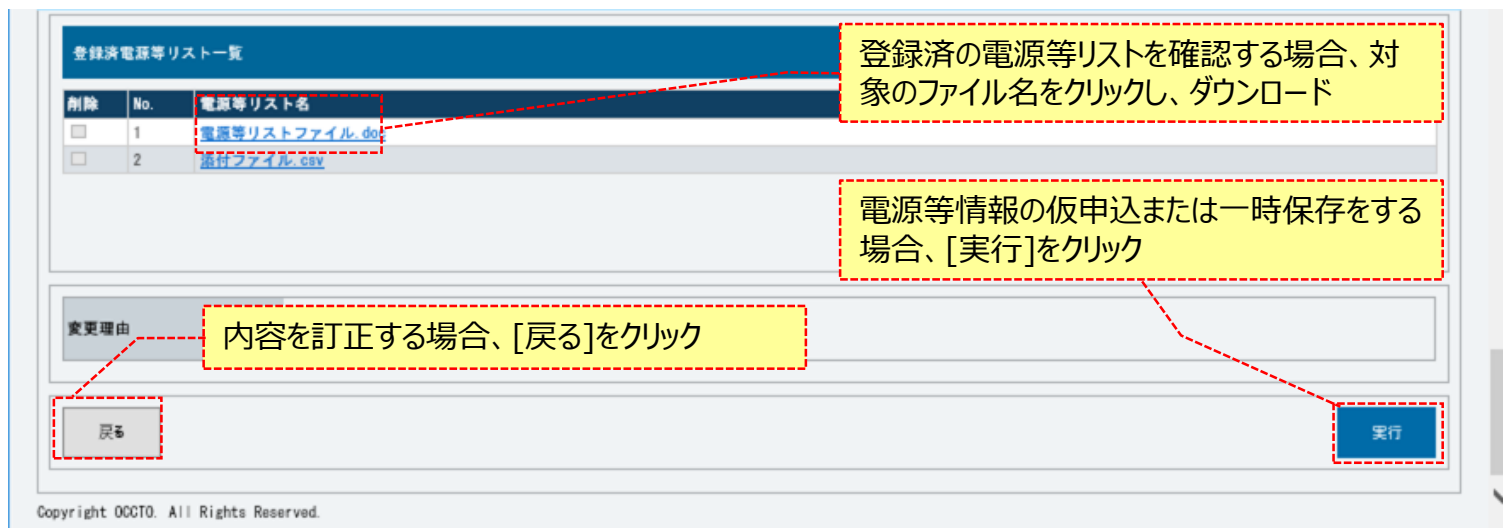 登録済電源等リスト一覧
登録済の電源等リストを確認する場合、対
象のファイル名をクリックし、ダウンロード
削除 No. 電源等リスト名
1 電源等リストファイル.doc
2 添付ファイル.csv
電源等情報の仮申込または一時保存をする
場合、[実行]をクリック
変更理由
内容を訂正する場合、[戻る]をクリック
戻る
実行
Copyright OCCTO. All Rights Reserved.